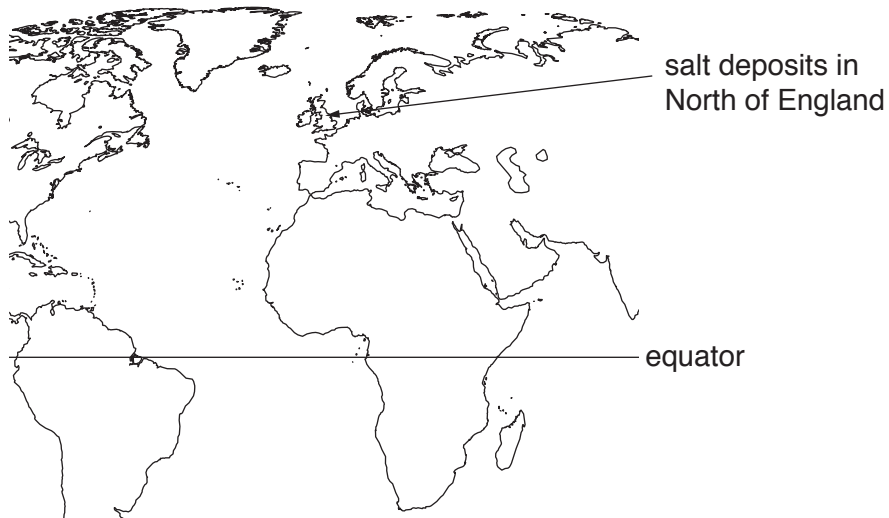 salt deposits in
North of England
equator